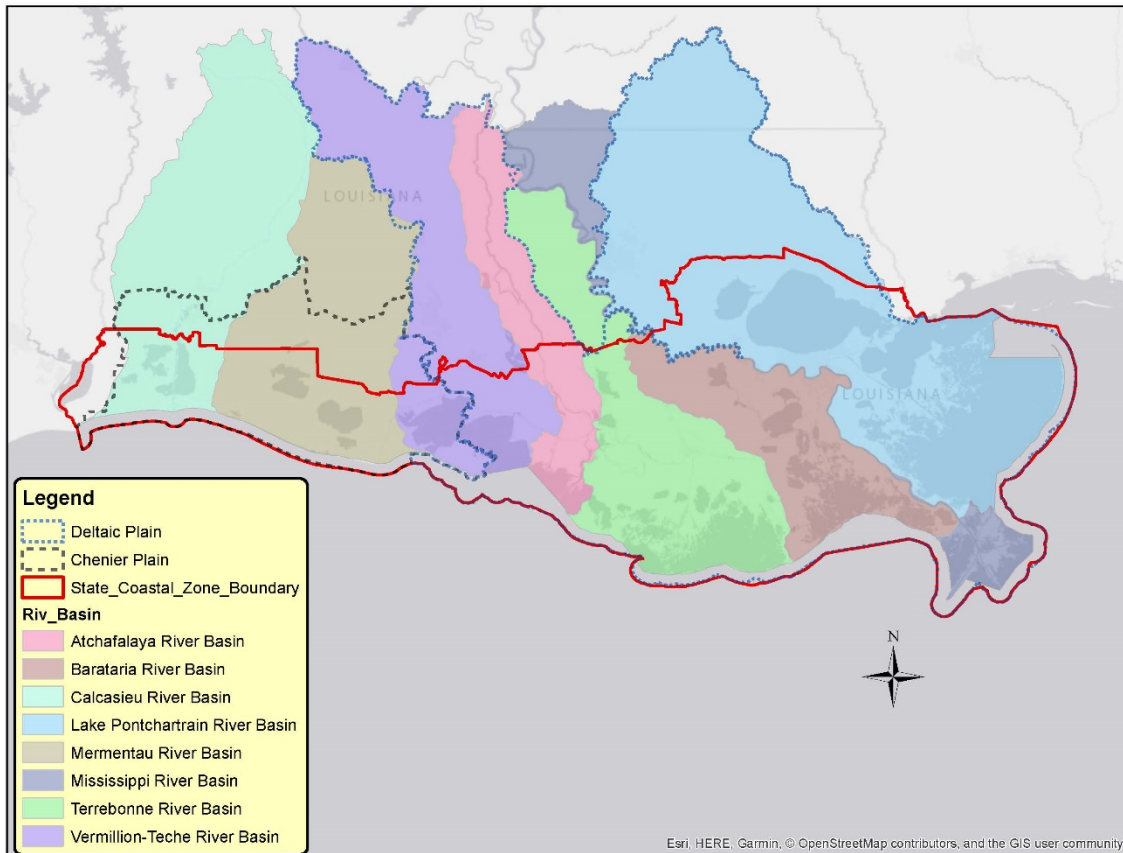 LOUISIANA
LOUISIANA
Legend
Deltaic Plain
Chenier Plain
State_Coastal_Zone_Boundary
Riv_Basin
Atchafalaya River Basin
Barataria River Basin
Calcasieu River Basin
Lake Pontchartrain River Basin
Mermentau River Basin
Mississippi River Basin
Terrebonne River Basin
Vermillion-Teche River Basin
N
Esri, HERE, Garmin, © OpenStreetMap contributors, and the GIS user community